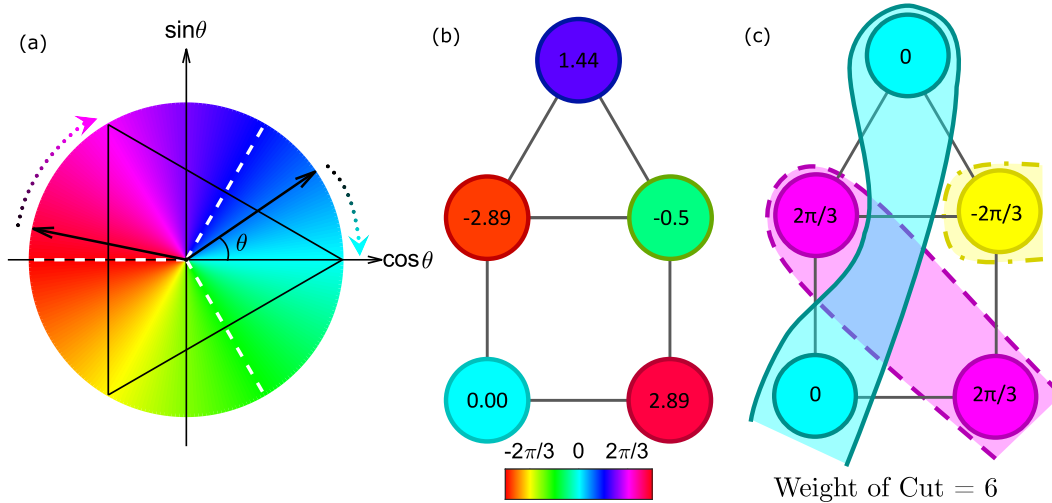 (a)
sinθ
θ
cosθ
(b)
1.44
-2.89
-0.5
0.00
2.89
-2π/3 0 2π/3
(c)
0
2π/3
-2π/3
0
2π/3
Weight of Cut = 6